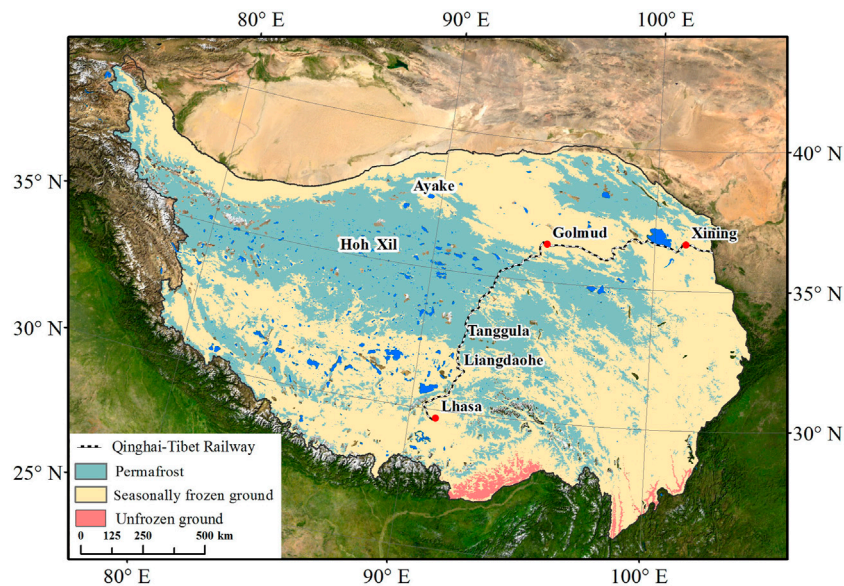 80° E 90° E 100° E
40° N
35° N
Ayake
Golmud
Xining
Hoh Xil
35° N
30° N
Tanggula
Liangdaohe
Lhasa
30° N
25° N
Qinghai-Tibet Railway
Permafrost
Seasonally frozen ground
Unfrozen ground
0 125 250 500 km
80° E 90° E 100° E